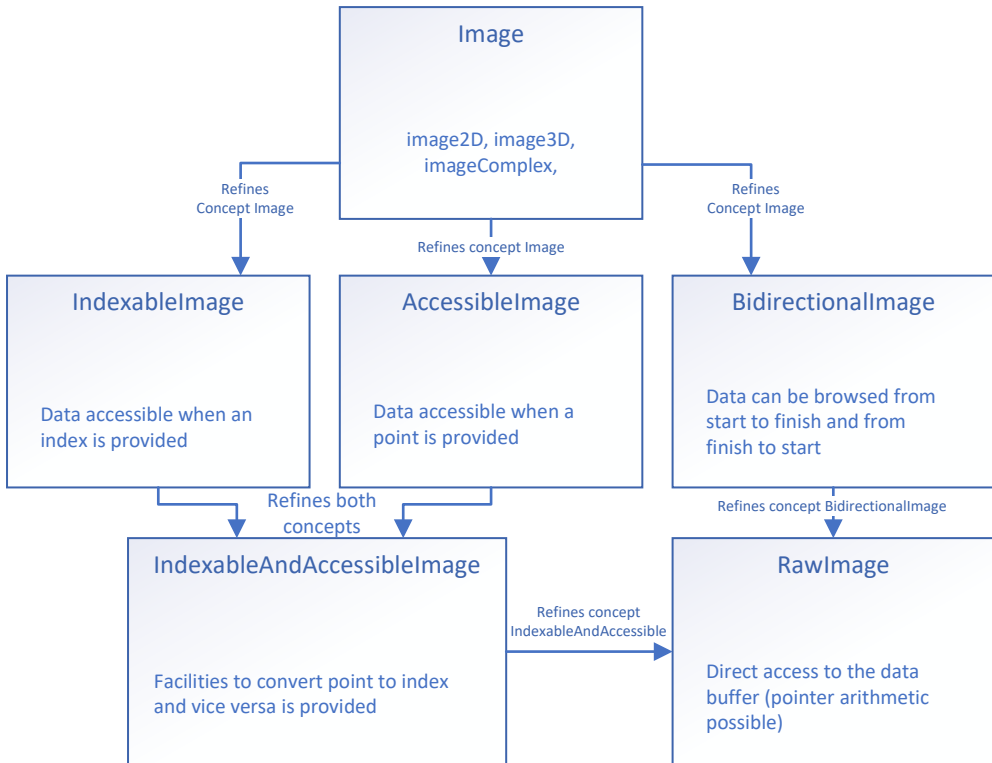 Image
image2D, image3D,
imageComplex,
Refines
Concept Image
Refines concept Image
Refines
Concept Image
IndexableImage
Data accessible when an
index is provided
AccessibleImage
Data accessible when a
point is provided
BidirectionalImage
Data can be browsed from
start to finish and from
finish to start
Refines both
concepts
Refines concept BidirectionalImage
IndexableAndAccessibleImage
Facilities to convert point to index
and vice versa is provided
Refines concept
IndexableAndAccessible
RawImage
Direct access to the data
buffer (pointer arithmetic
possible)